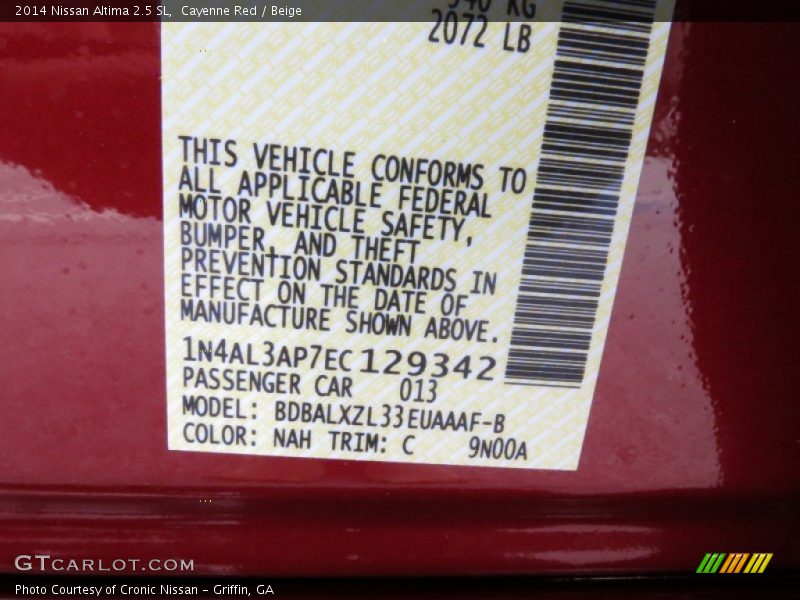 2014 Nissan Altima 2.5 SL,  Cayenne Red / Beige
940 KG
2072 LB
THIS VEHICLE CONFORMS TO
ALL APPLICABLE FEDERAL
MOTOR VEHICLE SAFETY,
BUMPER, AND THEFT
PREVENTION STANDARDS IN
EFFECT ON THE DATE OF
MANUFACTURE SHOWN ABOVE.
1N4AL3AP7EC129342
PASSENGER CAR 013
MODEL: BDBALXZL33EUAAAF-B
COLOR: NAH TRIM: C 9N00A
GTCARLOT.COM
Photo Courtesy of Cronic Nissan - Griffin, GA